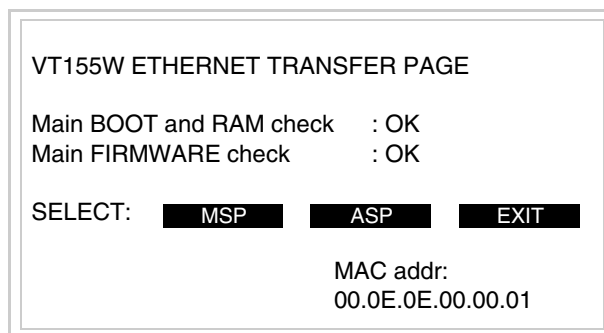 VT155W ETHERNET TRANSFER PAGE
Main BOOT and RAM check : OK
Main FIRMWARE check : OK
SELECT: MSP ASP EXIT
MAC addr:
00.0E.0E.00.00.01